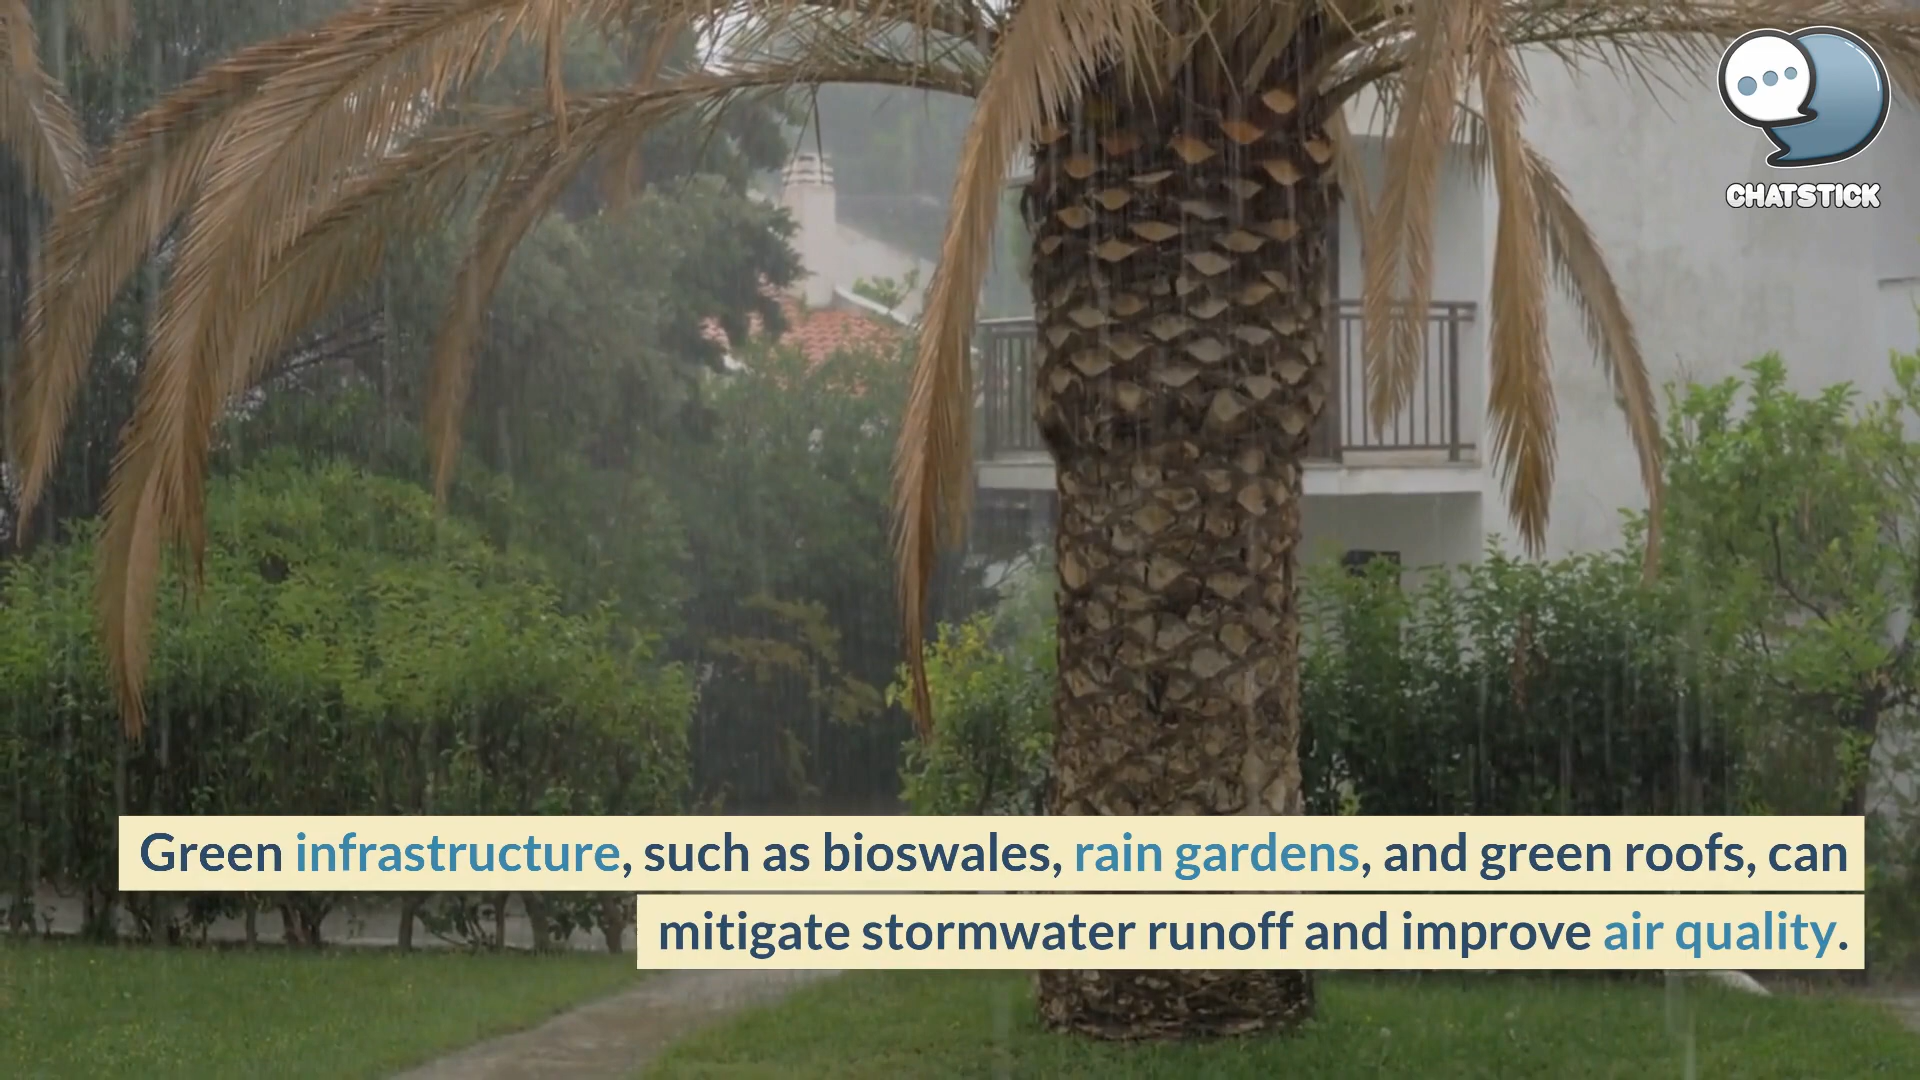 CHATSTICK
Green infrastructure, such as bioswales, rain gardens, and green roofs, can
mitigate stormwater runoff and improve air quality.